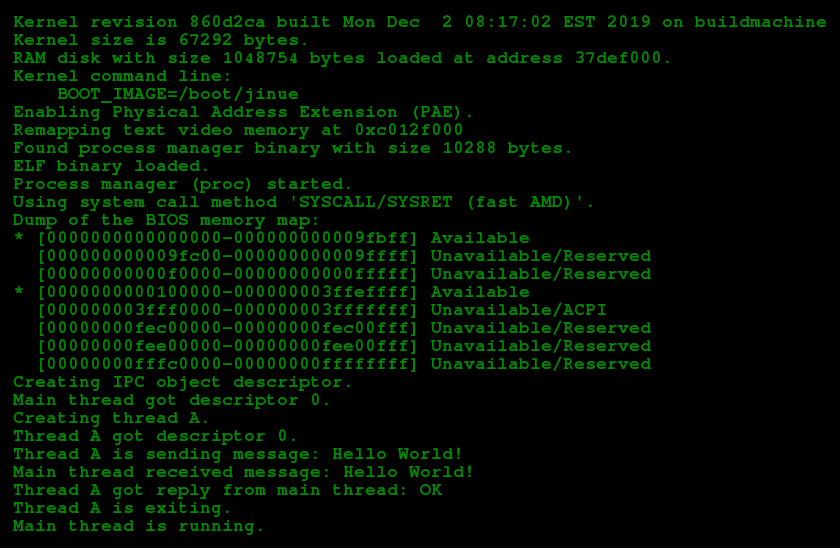 Kernel revision 860d2ca built Mon Dec  2 08:17:02 EST 2019 on buildmachine
Kernel size is 67292 bytes.
RAM disk with size 1048754 bytes loaded at address 37def000.
Kernel command line:
    BOOT_IMAGE=/boot/jinue
Enabling Physical Address Extension (PAE).
Remapping text video memory at 0xc012f000
Found process manager binary with size 10288 bytes.
ELF binary loaded.
Process manager (proc) started.
Using system call method 'SYSCALL/SYSRET (fast AMD)'.
Dump of the BIOS memory map:
* [0000000000000000-000000000009fbff] Available
  [000000000009fc00-000000000009ffff] Unavailable/Reserved
  [00000000000f0000-00000000000fffff] Unavailable/Reserved
* [0000000000100000-000000003ffeffff] Available
  [000000003fff0000-000000003fffffff] Unavailable/ACPI
  [00000000fec00000-00000000fec00fff] Unavailable/Reserved
  [00000000fee00000-00000000fee00fff] Unavailable/Reserved
  [00000000fffc0000-00000000ffffffff] Unavailable/Reserved
Creating IPC object descriptor.
Main thread got descriptor 0.
Creating thread A.
Thread A got descriptor 0.
Thread A is sending message: Hello World!
Main thread received message: Hello World!
Thread A got reply from main thread: OK
Thread A is exiting.
Main thread is running.